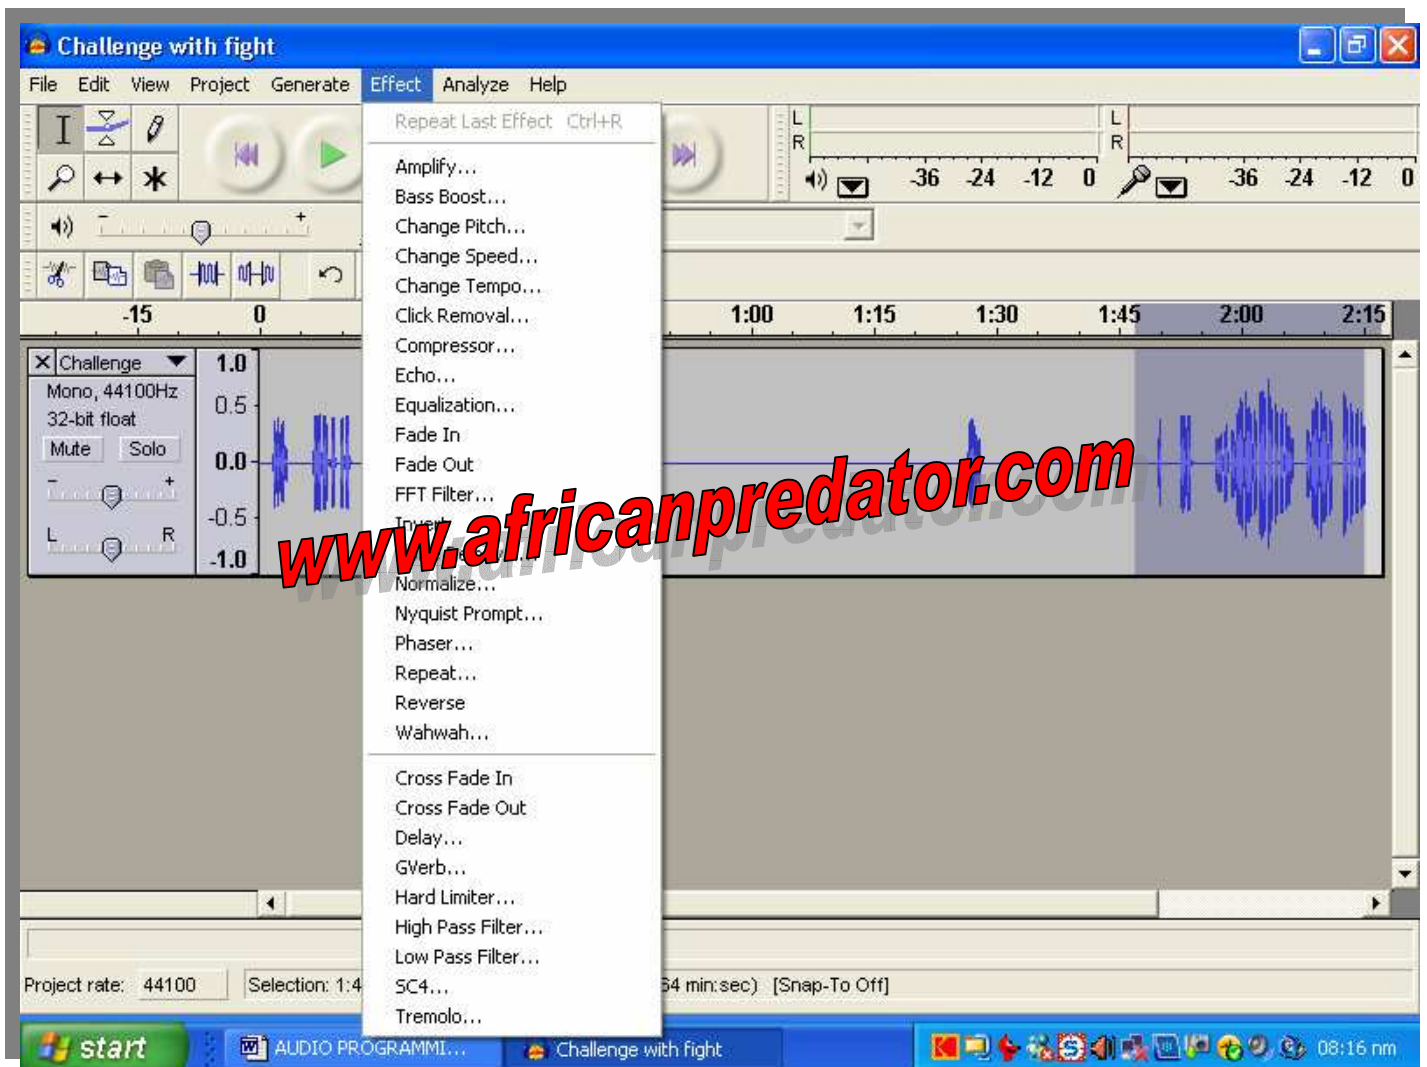 Challenge with fight
File Edit View Project Generate Effect Analyze Help
Repeat Last Effect Ctrl+R
Amplify...
Bass Boost...
Change Pitch...
Change Speed...
Change Tempo...
Click Removal...
Compressor...
Echo...
Equalization...
Fade In
Fade Out
FFT Filter...
Invert
Normalize...
Nyquist Prompt...
Phaser...
Repeat...
Reverse
Wahwah...
Cross Fade In
Cross Fade Out
Delay...
GVerb...
Hard Limiter...
High Pass Filter...
Low Pass Filter...
SC4...
Tremolo...
L
R
-36 -24 -12 0
L
R
-36 -24 -12 0
- +
-15 0 1:00 1:15 1:30 1:45 2:00 2:15
X Challenge
Mono, 44100Hz
32-bit float
Mute Solo
- +
L R
1.0
0.5
0.0
-0.5
-1.0
www.africanpredator.com
Project rate: 44100 Selection: 1:4 64 min:sec) [Snap-To Off]
start AUDIO PROGRAMMI... Challenge with fight 08:16 nm